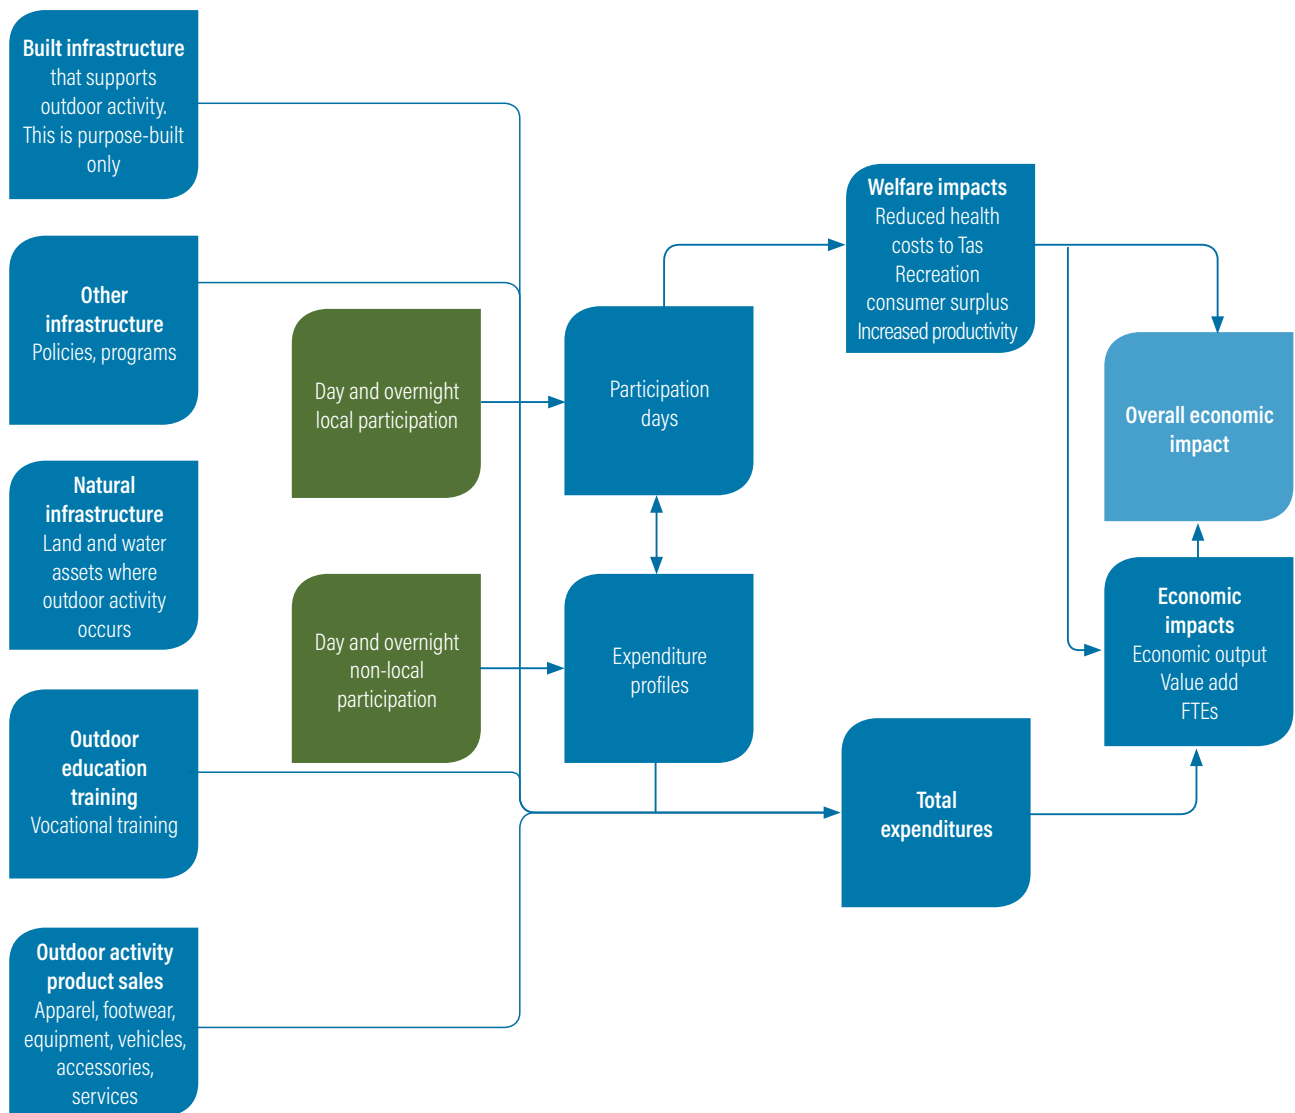 Built infrastructure
that supports
outdoor activity.
This is purpose-built
only
Other
infrastructure
Policies, programs
Natural
infrastructure
Land and water
assets where
outdoor activity
occurs
Outdoor
education
training
Vocational training
Outdoor activity
product sales
Apparel, footwear,
equipment, vehicles,
accessories,
services
Day and overnight
local participation
Day and overnight
non-local
participation
Participation
days
Expenditure
profiles
Welfare impacts
Reduced health
costs to Tas
Recreation
consumer surplus
Increased productivity
Total
expenditures
Overall economic
impact
Economic
impacts
Economic output
Value add
FTEs